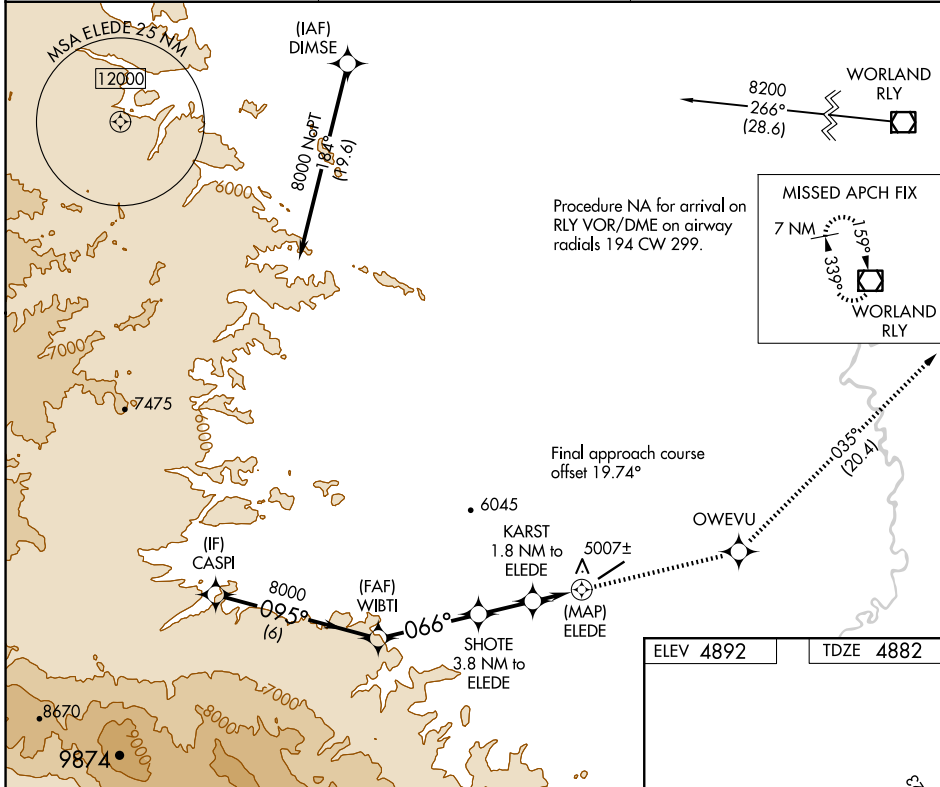 MSA ELEDE 25 NM
12000
(IAF)
DIMSE
8000 NoPT
184°
(19.6)
6000
8200
266°
(28.6)
WORLAND
RLY
Procedure NA for arrival on
RLY VOR/DME on airway
radials 194 CW 299.
MISSED APCH FIX
7 NM
159°
339°
WORLAND
RLY
7000
7475
6000
035°
(20.4)
Final approach course
offset 19.74°
6045
OWEVU
KARST
1.8 NM to
ELEDE
5007±
(IF)
CASPI
8000
095°
(6)
(FAF)
WIBTI
066°
(MAP)
ELEDE
SHOTE
3.8 NM to
ELEDE
ELEV 4892
TDZE 4882
7000
8670
8000
9000
9874